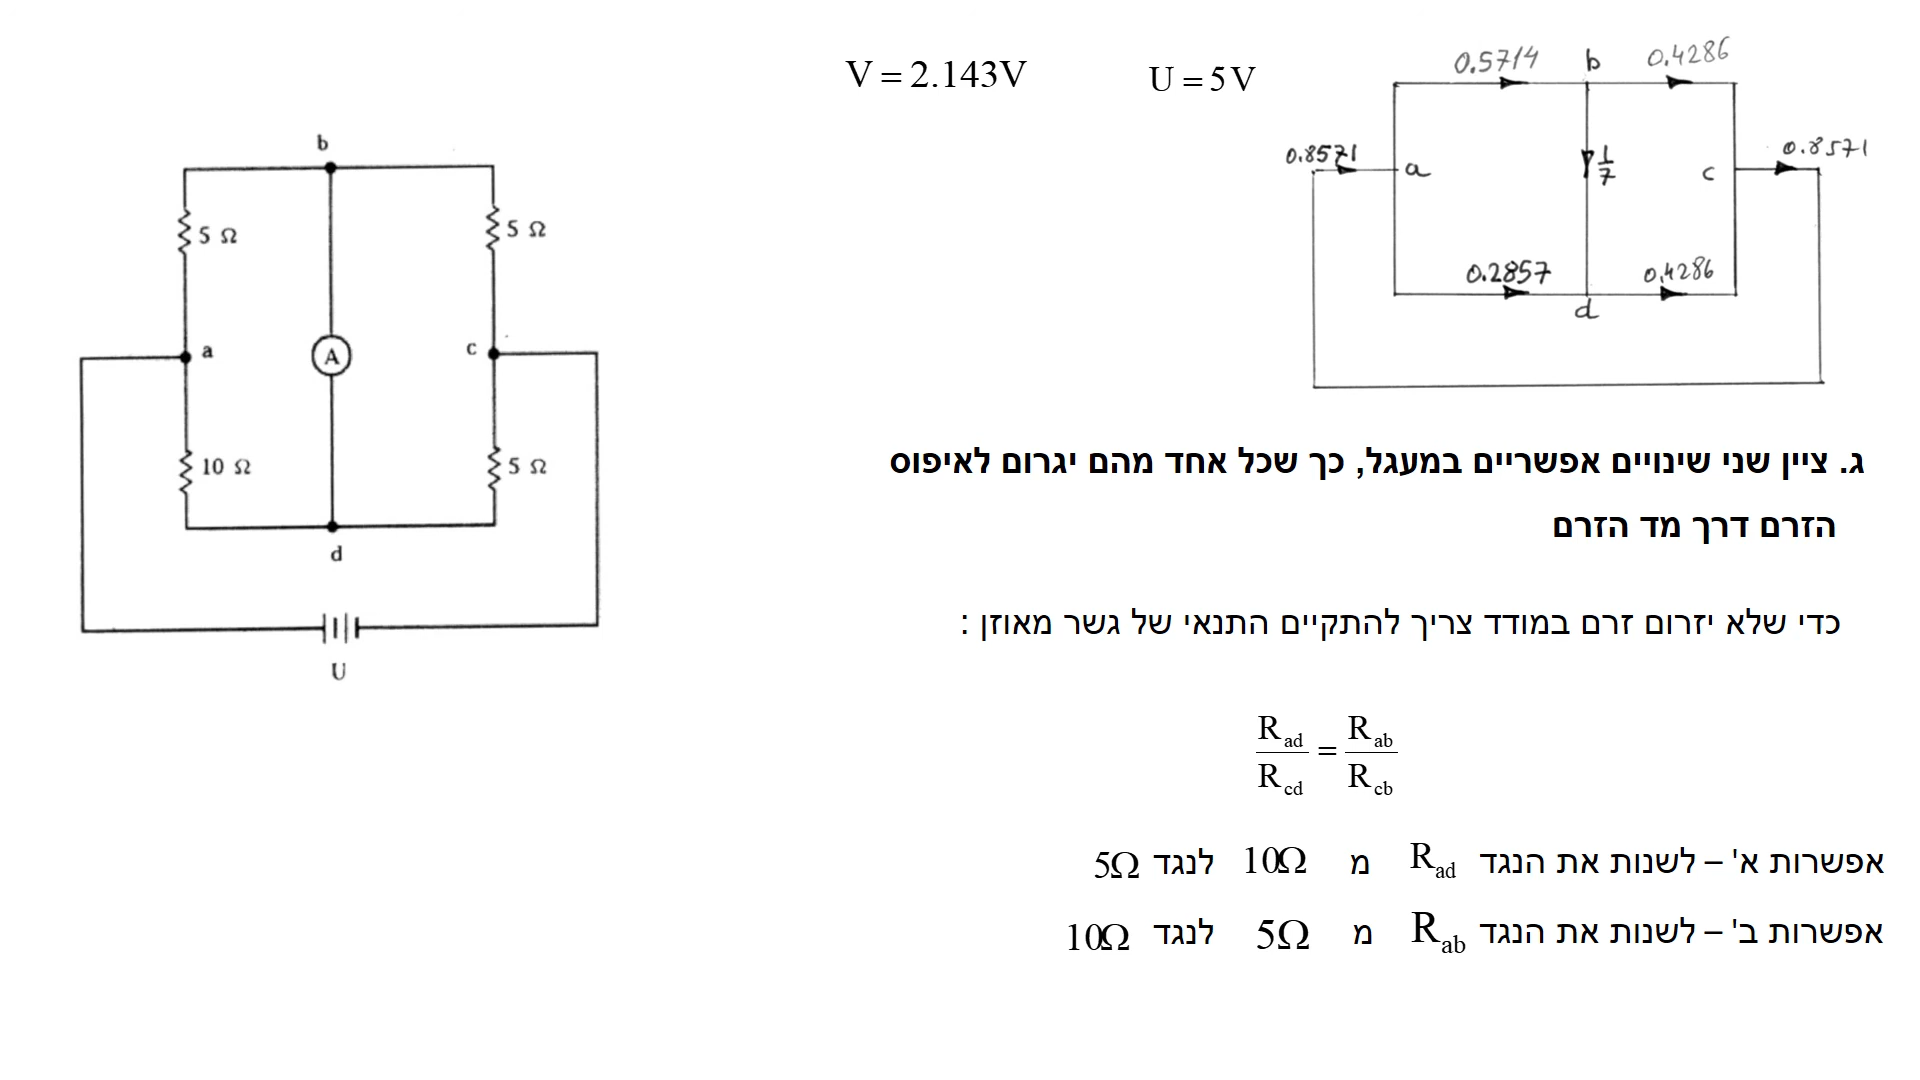 V = 2.143V
U = 5V
b
5 Ω
5 Ω
a
A
c
10 Ω
5 Ω
d
U
0.5714
b
0.4286
0.8571
a
1/7
c
0.8571
0.2857
0.4286
d
ג. ציין שני שינויים אפשריים במעגל, כך שכל אחד מהם יגרום לאיפוס
הזרם דרך מד הזרם
כדי שלא יזרום זרם במודד צריך להתקיים התנאי של גשר מאוזן :
R_ad / R_cd = R_ab / R_cb
אפשרות א' – לשנות את הנגד R_ad מ 10Ω לנגד 5Ω
אפשרות ב' – לשנות את הנגד R_ab מ 5Ω לנגד 10Ω